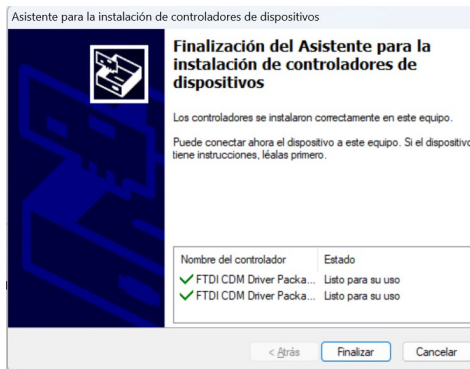 Asistente para la instalación de controladores de dispositivos
Finalización del Asistente para la
instalación de controladores de
dispositivos
Los controladores se instalaron correctamente en este equipo.
Puede conectar ahora el dispositivo a este equipo. Si el dispositivo
tiene instrucciones, léalas primero.
Nombre del controlador Estado
FTDI CDM Driver Packa... Listo para su uso
FTDI CDM Driver Packa... Listo para su uso
< Atrás Finalizar Cancelar